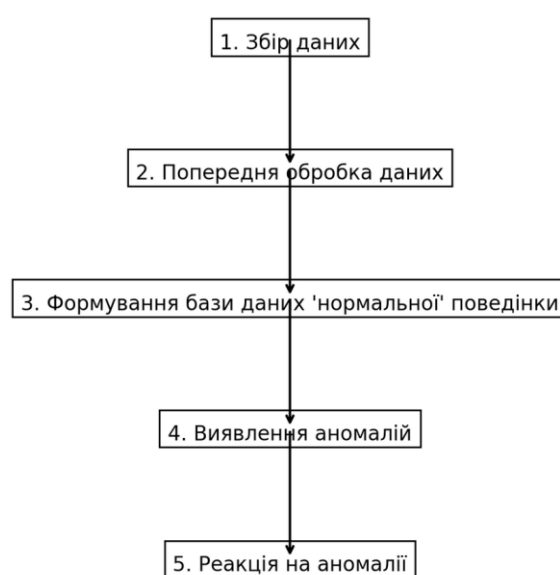 1. Збір даних
2. Попередня обробка даних
3. Формування бази даних 'нормальної' поведінки
4. Виявлення аномалій
5. Реакція на аномалії